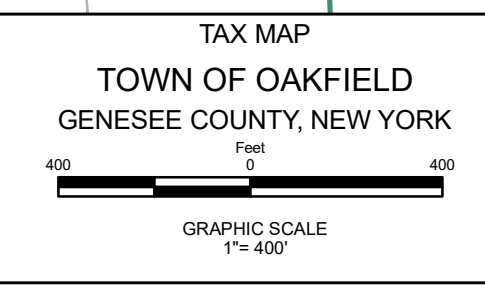 TAX MAP
TOWN OF OAKFIELD
GENESEE COUNTY, NEW YORK
Feet
400 0 400
GRAPHIC SCALE
1"= 400'